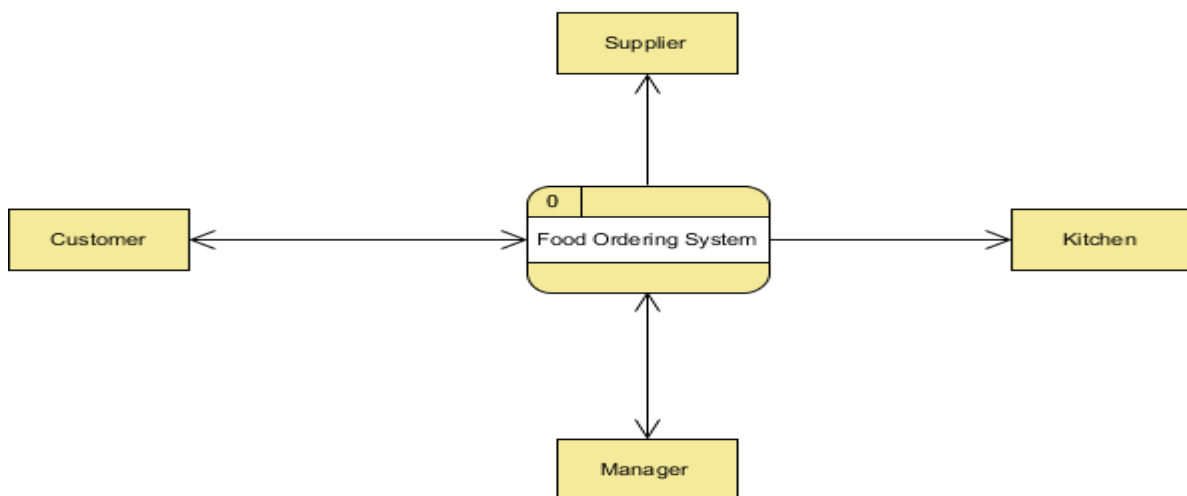 Supplier
0
Customer
Food Ordering System
Kitchen
Manager